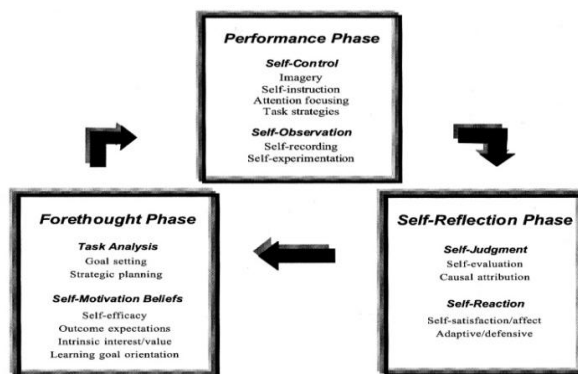 Performance Phase
Self-Control
Imagery
Self-instruction
Attention focusing
Task strategies
Self-Observation
Self-recording
Self-experimentation
Forethought Phase
Task Analysis
Goal setting
Strategic planning
Self-Motivation Beliefs
Self-efficacy
Outcome expectations
Intrinsic interest/value
Learning goal orientation
Self-Reflection Phase
Self-Judgment
Self-evaluation
Causal attribution
Self-Reaction
Self-satisfaction/affect
Adaptive/defensive